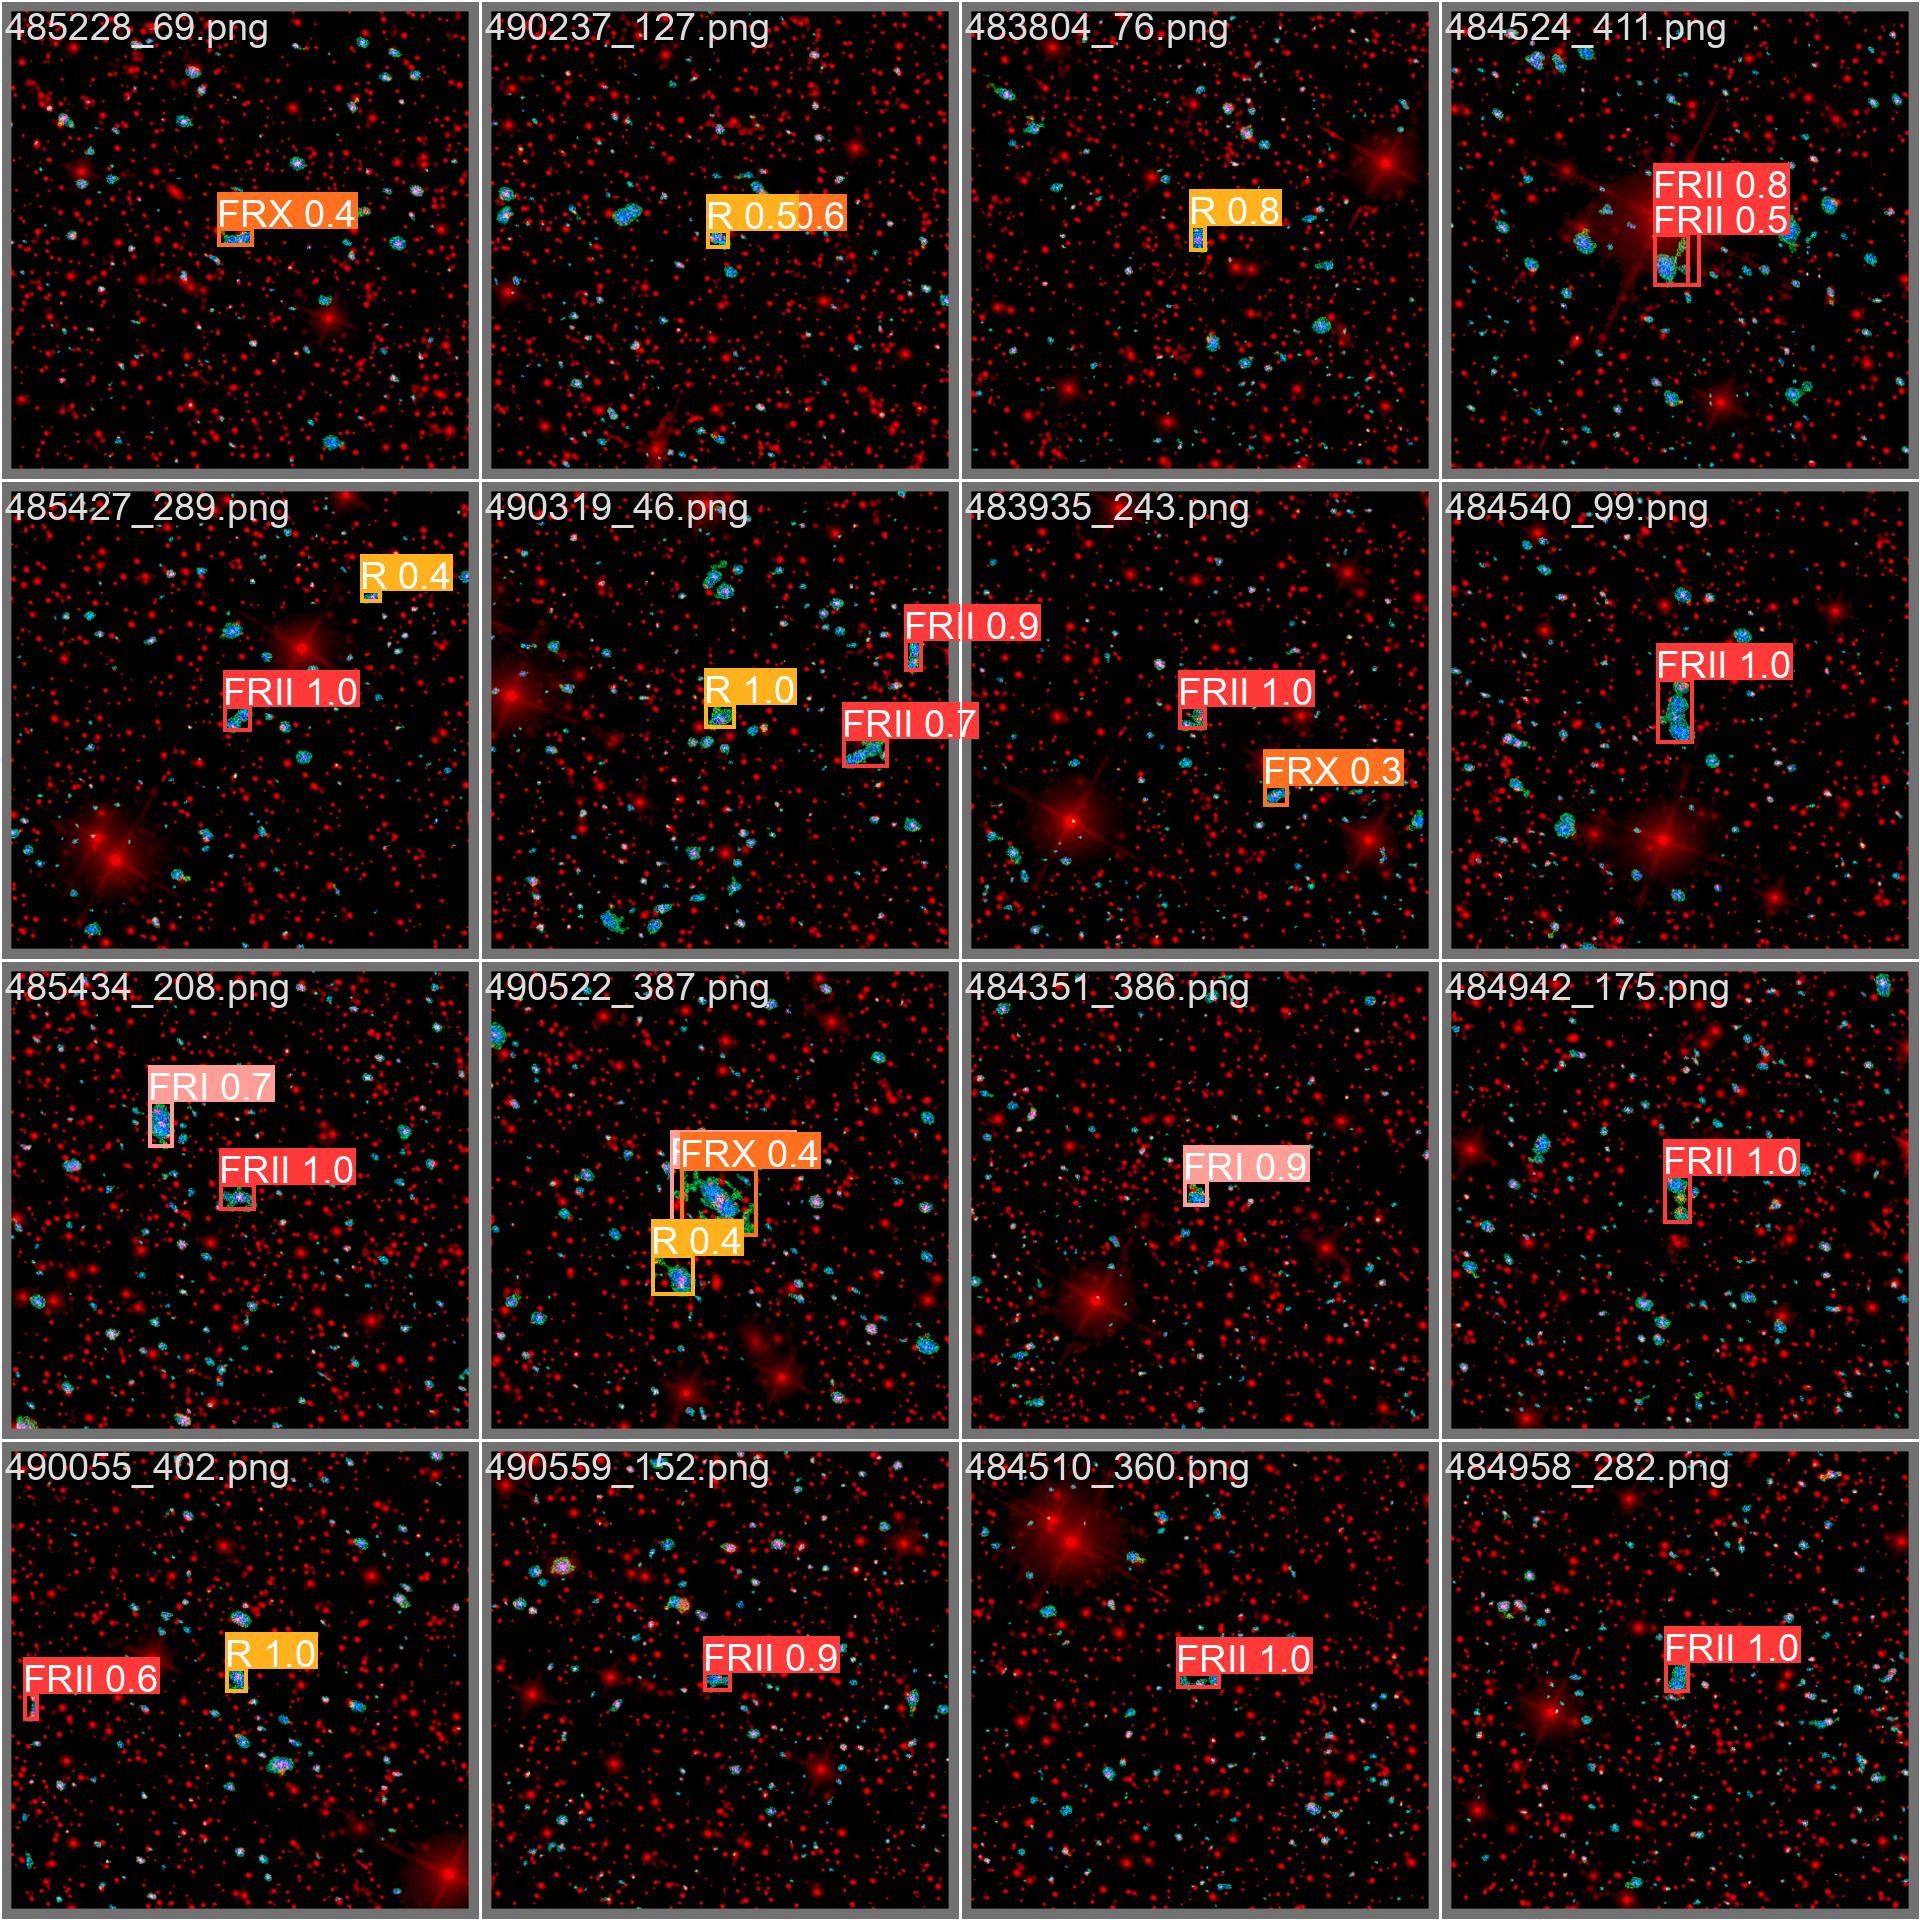 485228_69.png
FRX 0.4
490237_127.png
R 0.5
0.6
483804_76.png
R 0.8
484524_411.png
FRII 0.8
FRII 0.5
485427_289.png
R 0.4
FRII 1.0
490319_46.png
FRII 0.9
R 1.0
FRII 0.7
483935_243.png
FRII 1.0
FRX 0.3
484540_99.png
FRII 1.0
485434_208.png
FRI 0.7
FRII 1.0
490522_387.png
FRX 0.4
R 0.4
484351_386.png
FRI 0.9
484942_175.png
FRII 1.0
490055_402.png
R 1.0
FRII 0.6
490559_152.png
FRII 0.9
484510_360.png
FRII 1.0
484958_282.png
FRII 1.0